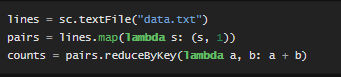 lines = sc.textFile("data.txt")
pairs = lines.map(lambda s: (s, 1))
counts = pairs.reduceByKey(lambda a, b: a + b)